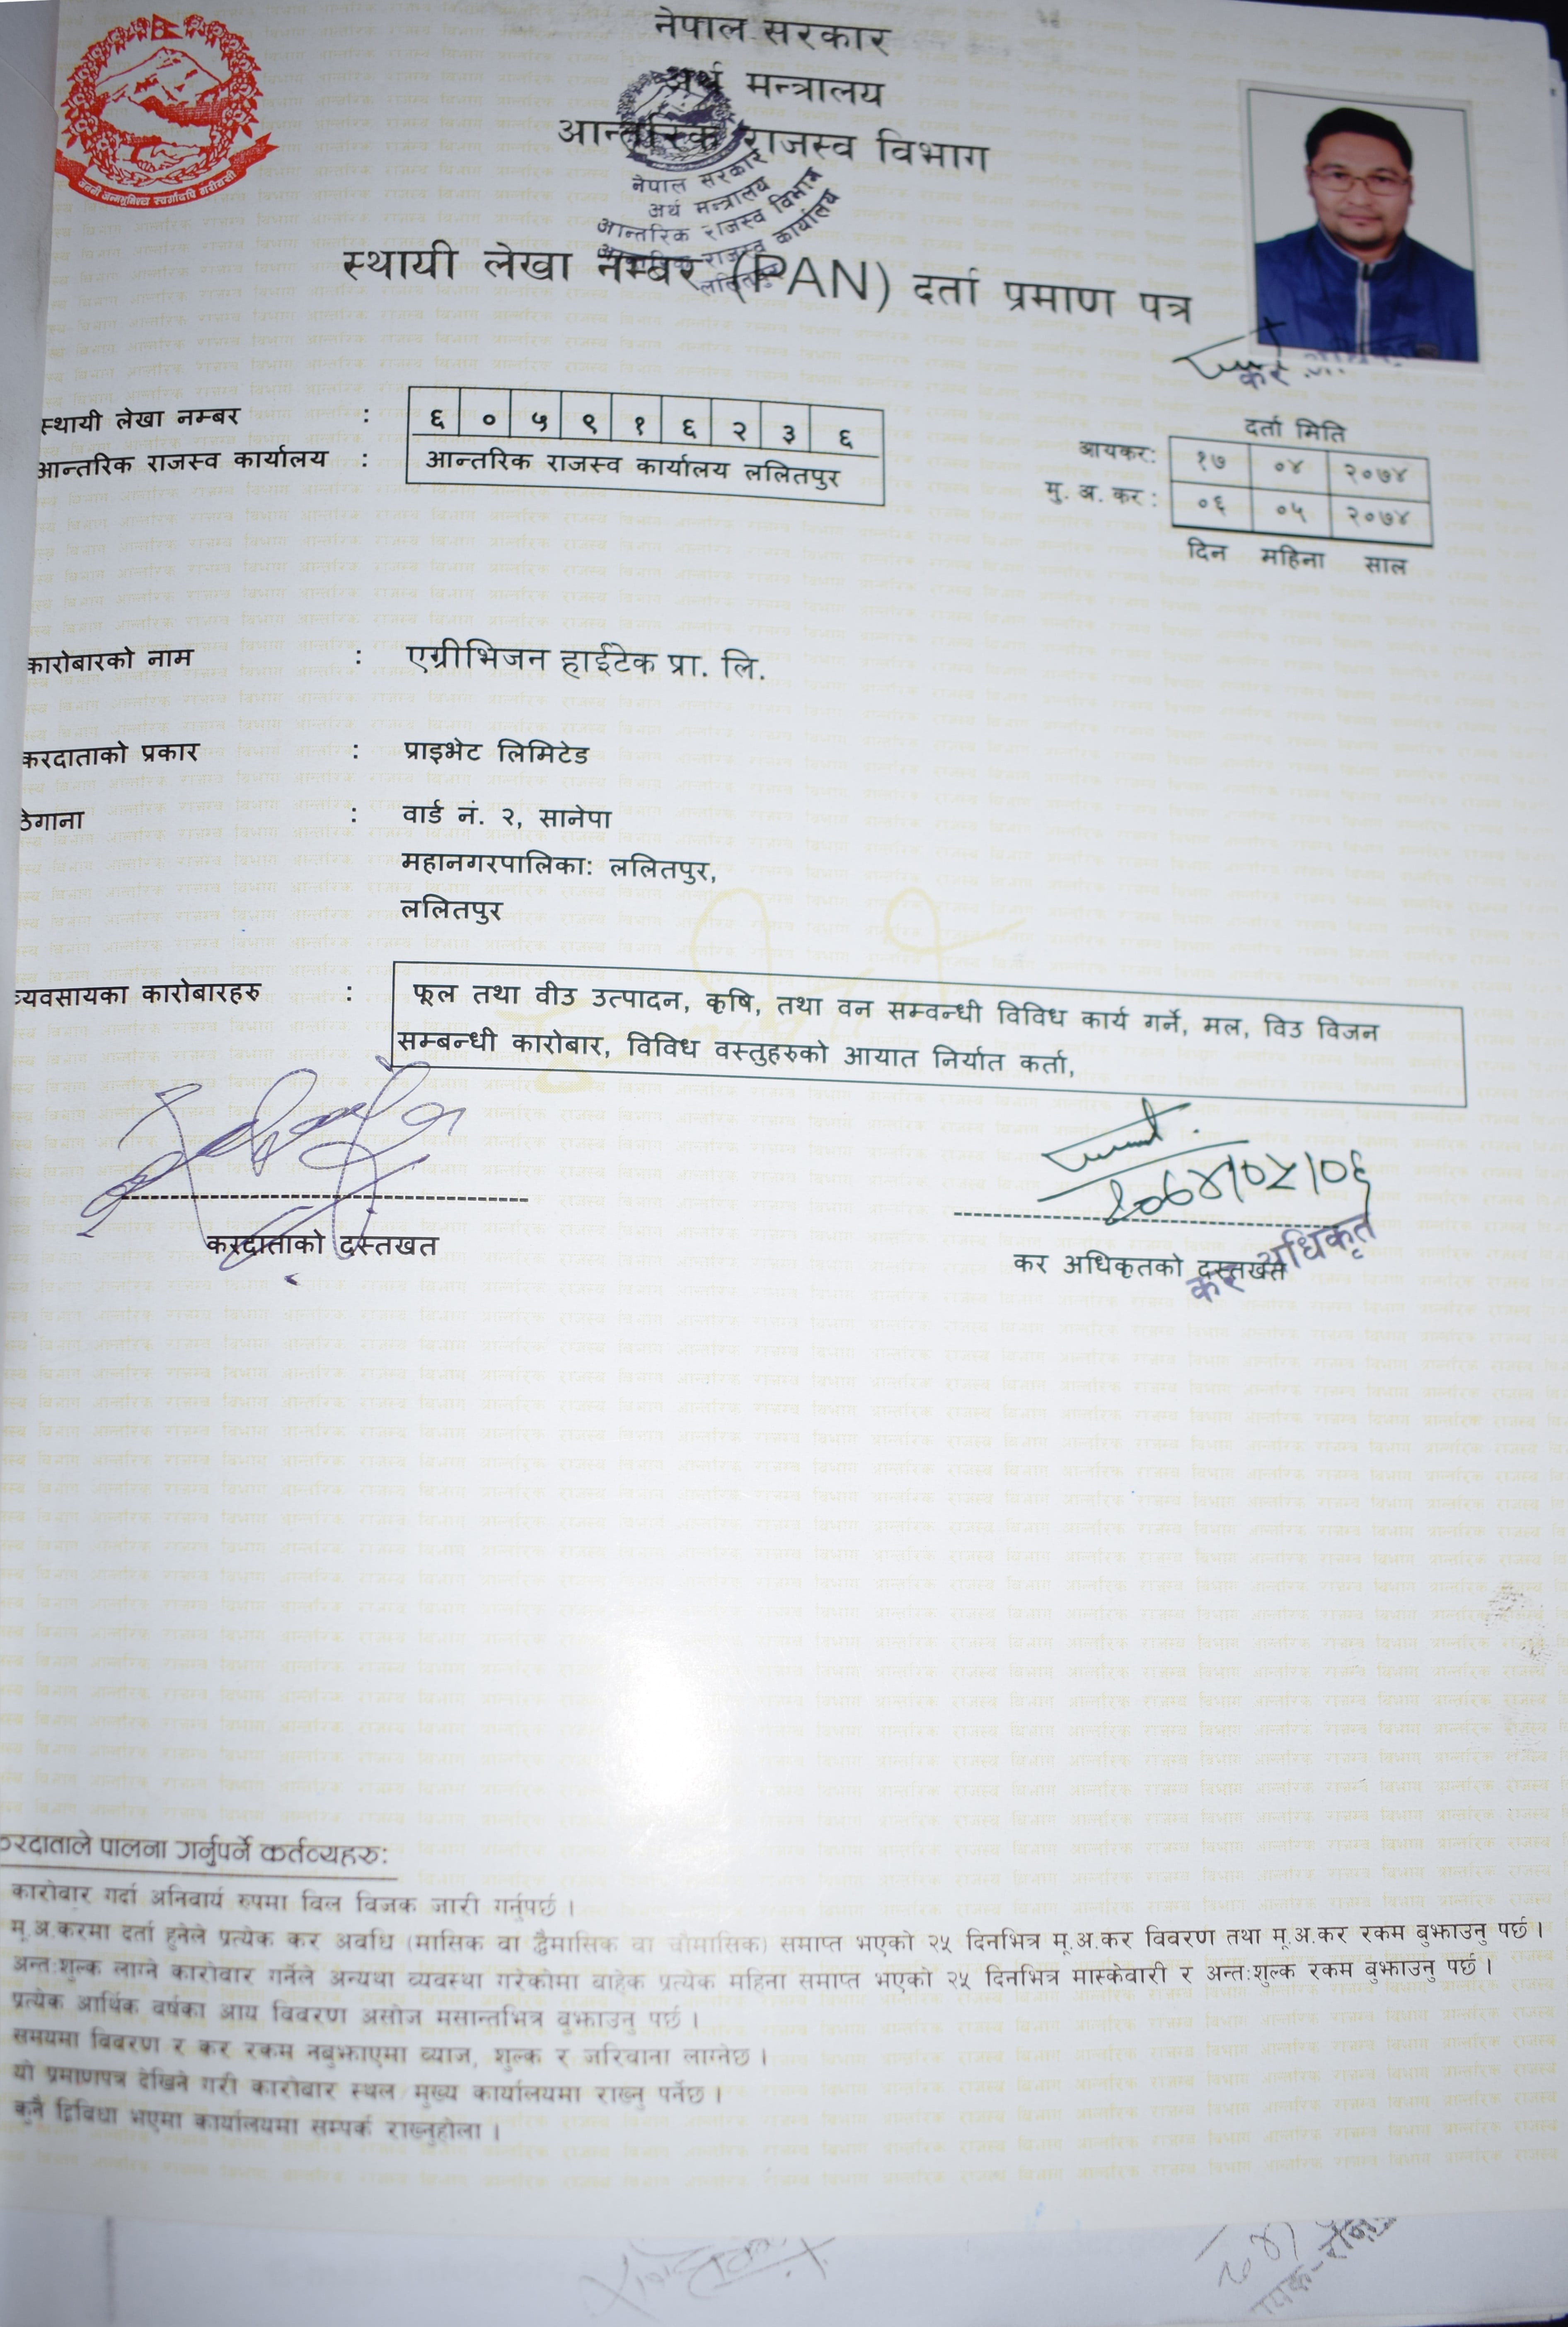 नेपाल सरकार
अर्थ मन्त्रालय
आन्तरिक राजस्व विभाग
जननी जन्मभूमिश्च स्वर्गादपि गरीयसी
नेपाल सरकार
अर्थ मन्त्रालय
आन्तरिक राजस्व विभाग
आन्तरिक राजस्व कार्यालय
ललितपुर
स्थायी लेखा नम्बर (PAN) दर्ता प्रमाण पत्र
कर
स्थायी लेखा नम्बर : ६ ० ५ ९ १ ६ २ ३ ६
आन्तरिक राजस्व कार्यालय : आन्तरिक राजस्व कार्यालय ललितपुर
दर्ता मिति
आयकर: १७ ०४ २०७४
मु. अ. कर : ०६ ०५ २०७४
दिन महिना साल
कारोबारको नाम : एग्रीभिजन हाईटेक प्रा. लि.
करदाताको प्रकार : प्राइभेट लिमिटेड
ठेगाना : वार्ड नं. २, सानेपा
महानगरपालिका: ललितपुर,
ललितपुर
व्यवसायका कारोबारहरु : फूल तथा वीउ उत्पादन, कृषि, तथा वन सम्वन्धी विविध कार्य गर्ने, मल, विउ विजन
सम्बन्धी कारोबार, विविध वस्तुहरुको आयात निर्यात कर्ता,
२०७४|०५|०६
करदाताको दस्तखत
कर अधिकृतको दस्तखत
कर अधिकृत
करदाताले पालना गर्नुपर्ने कर्तव्यहरु:
कारोवार गर्दा अनिवार्य रुपमा विल विजक जारी गर्नुपर्छ ।
मू.अ.करमा दर्ता हुनेले प्रत्येक कर अवधि (मासिक वा द्वैमासिक वा चौमासिक) समाप्त भएको २५ दिनभित्र मू.अ.कर विवरण तथा मू.अ.कर रकम बुझाउनु पर्छ ।
अन्तःशुल्क लाग्ने कारोवार गर्नेले अन्यथा व्यवस्था गरेकोमा वाहेक प्रत्येक महिना समाप्त भएको २५ दिनभित्र मास्केवारी र अन्तःशुल्क रकम बुझाउनु पर्छ ।
प्रत्येक आर्थिक वर्षका आय विवरण असोज मसान्तभित्र बुझाउनु पर्छ ।
समयमा विवरण र कर रकम नबुझाएमा व्याज, शुल्क र जरिवाना लाग्नेछ ।
यो प्रमाणपत्र देखिने गरी कारोवार स्थल/मुख्य कार्यालयमा राख्नु पर्नेछ ।
कुनै द्विविधा भएमा कार्यालयमा सम्पर्क राख्नुहोला ।